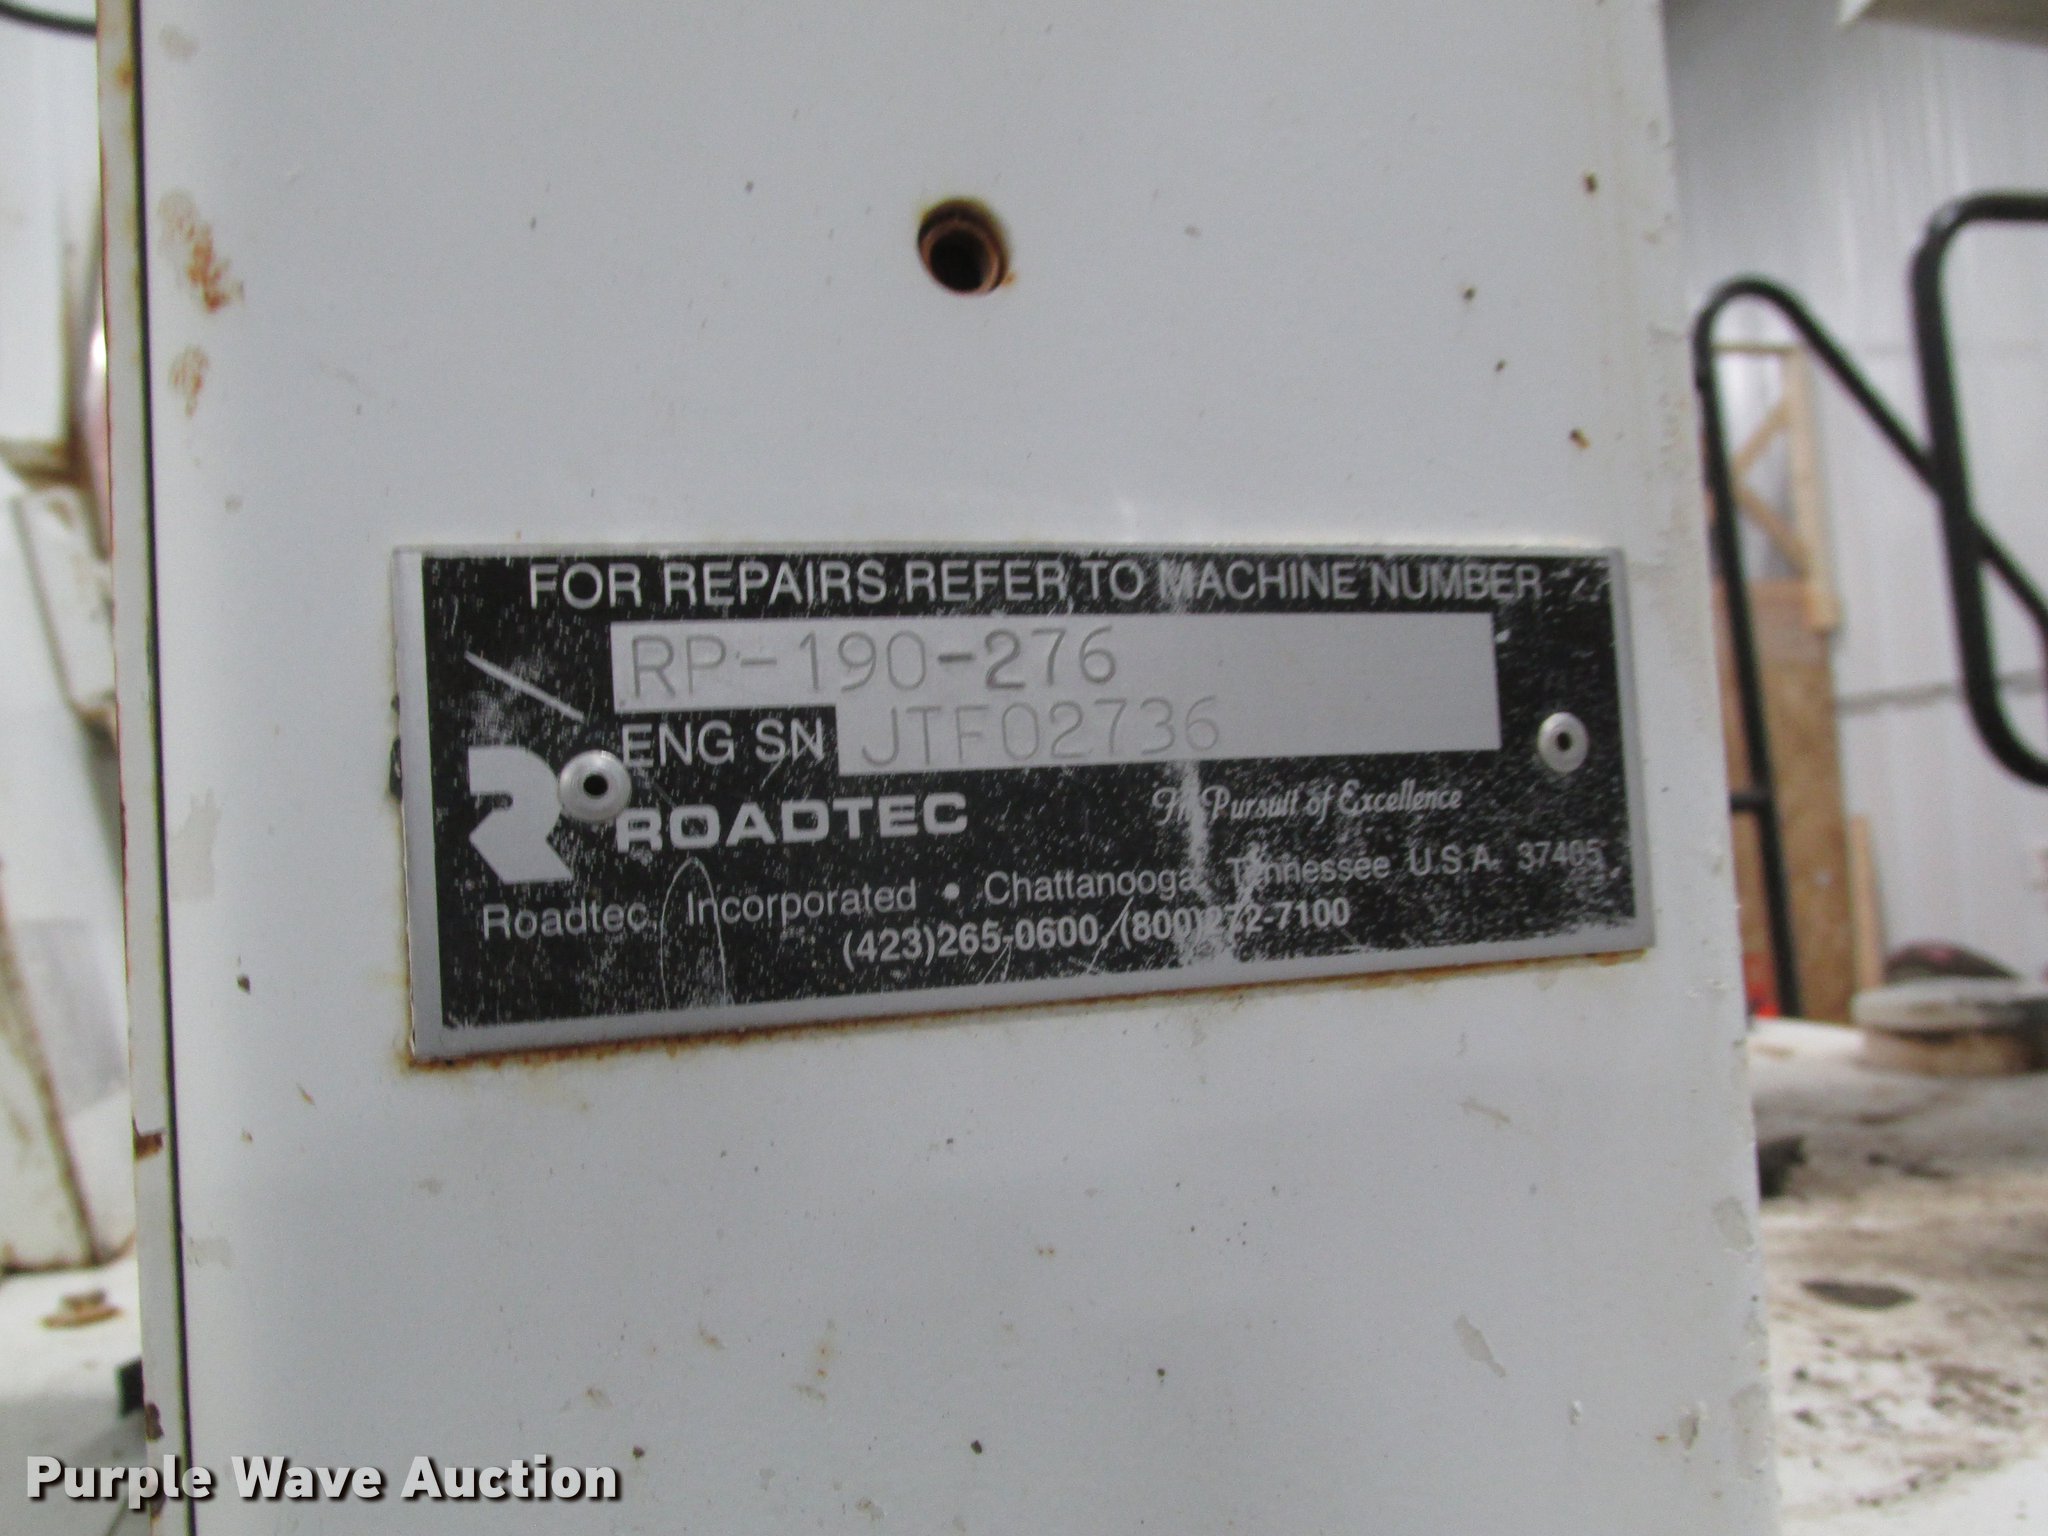 FOR REPAIRS REFER TO MACHINE NUMBER
RP-190-276
ENG SN JTF02736
ROADTEC
In Pursuit of Excellence
Roadtec, Incorporated • Chattanooga, Tennessee U.S.A. 37405
(423)265-0600, (800)272-7100
Purple Wave Auction